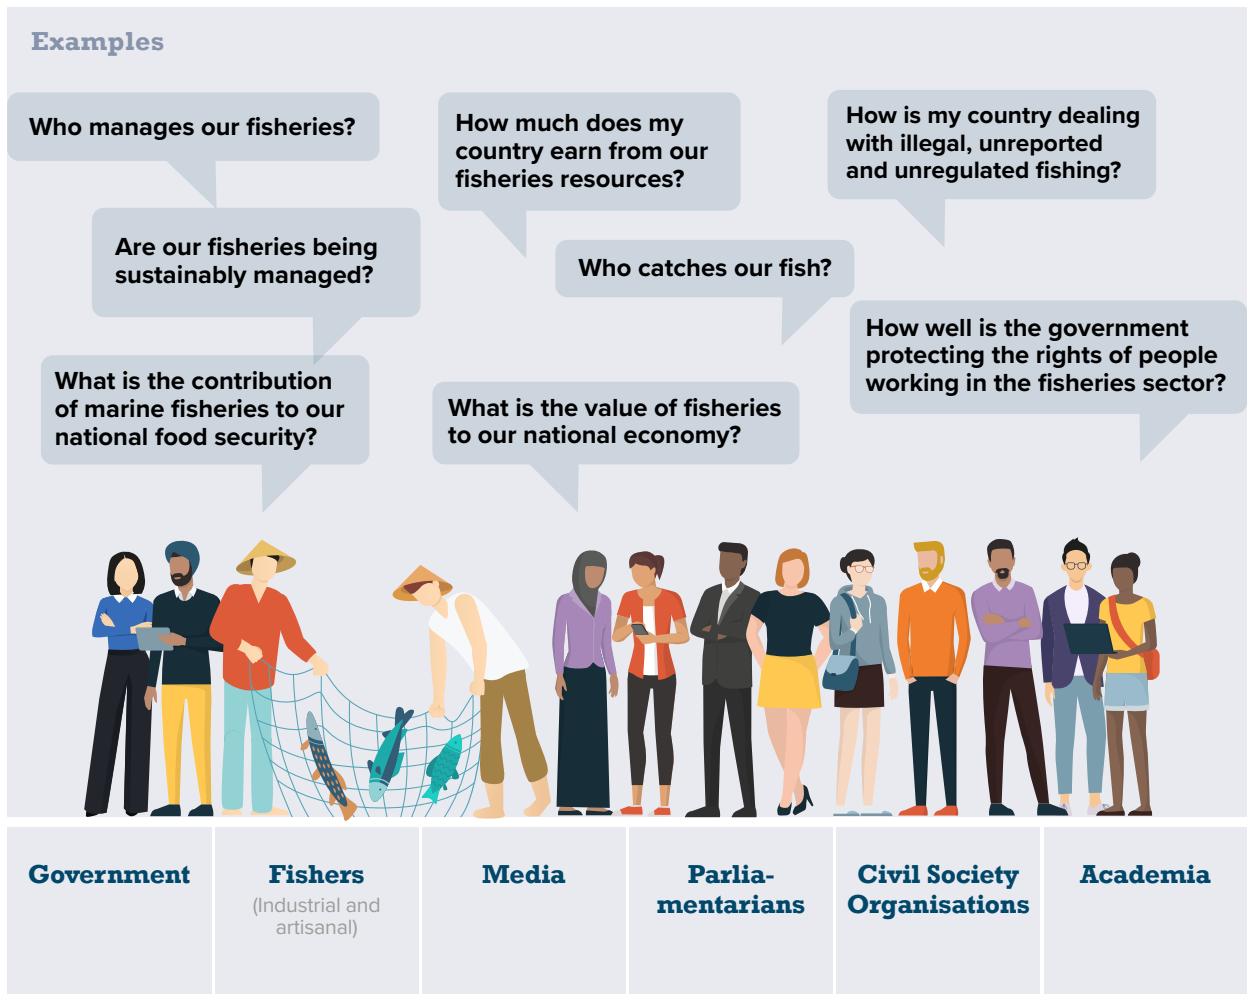 Examples
Who manages our fisheries?
How much does my
country earn from our
fisheries resources?
How is my country dealing
with illegal, unreported
and unregulated fishing?
Are our fisheries being
sustainably managed?
Who catches our fish?
How well is the government
protecting the rights of people
working in the fisheries sector?
What is the contribution
of marine fisheries to our
national food security?
What is the value of fisheries
to our national economy?
Government
Fishers
(Industrial and
artisanal)
Media
Parlia-
mentarians
Civil Society
Organisations
Academia